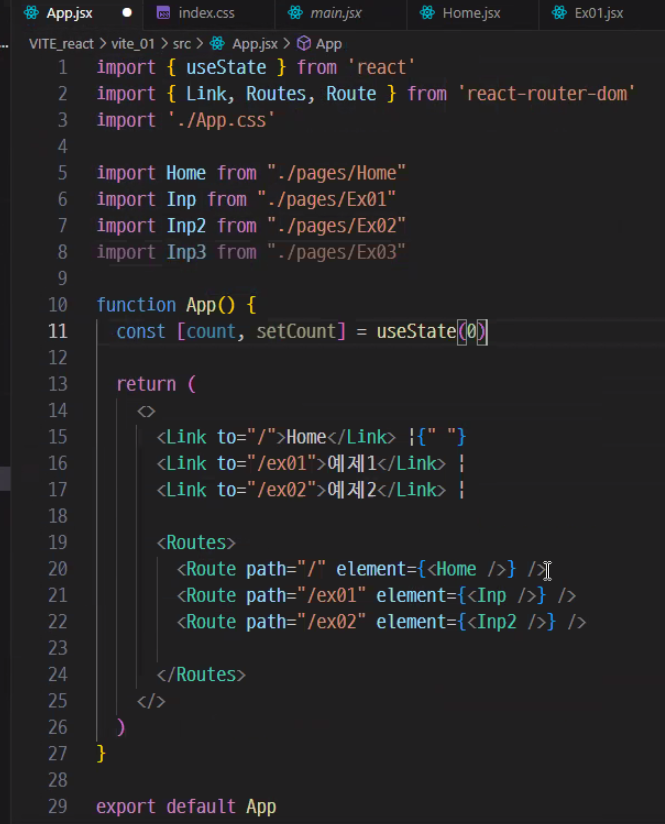 App.jsx
index.css
main.jsx
Home.jsx
Ex01.jsx
... VITE_react > vite_01 > src > App.jsx > App
1 import { useState } from 'react'
2 import { Link, Routes, Route } from 'react-router-dom'
3 import './App.css'
4
5 import Home from "./pages/Home"
6 import Inp from "./pages/Ex01"
7 import Inp2 from "./pages/Ex02"
8 import Inp3 from "./pages/Ex03"
9
10 function App() {
11 const [count, setCount] = useState(0)
12
13 return (
14 <>
15 <Link to="/">Home</Link> ¦{" "}
16 <Link to="/ex01">예제1</Link> ¦
17 <Link to="/ex02">예제2</Link> ¦
18
19 <Routes>
20 <Route path="/" element={<Home />} />
21 <Route path="/ex01" element={<Inp />} />
22 <Route path="/ex02" element={<Inp2 />} />
23
24 </Routes>
25 </>
26 )
27 }
28
29 export default App